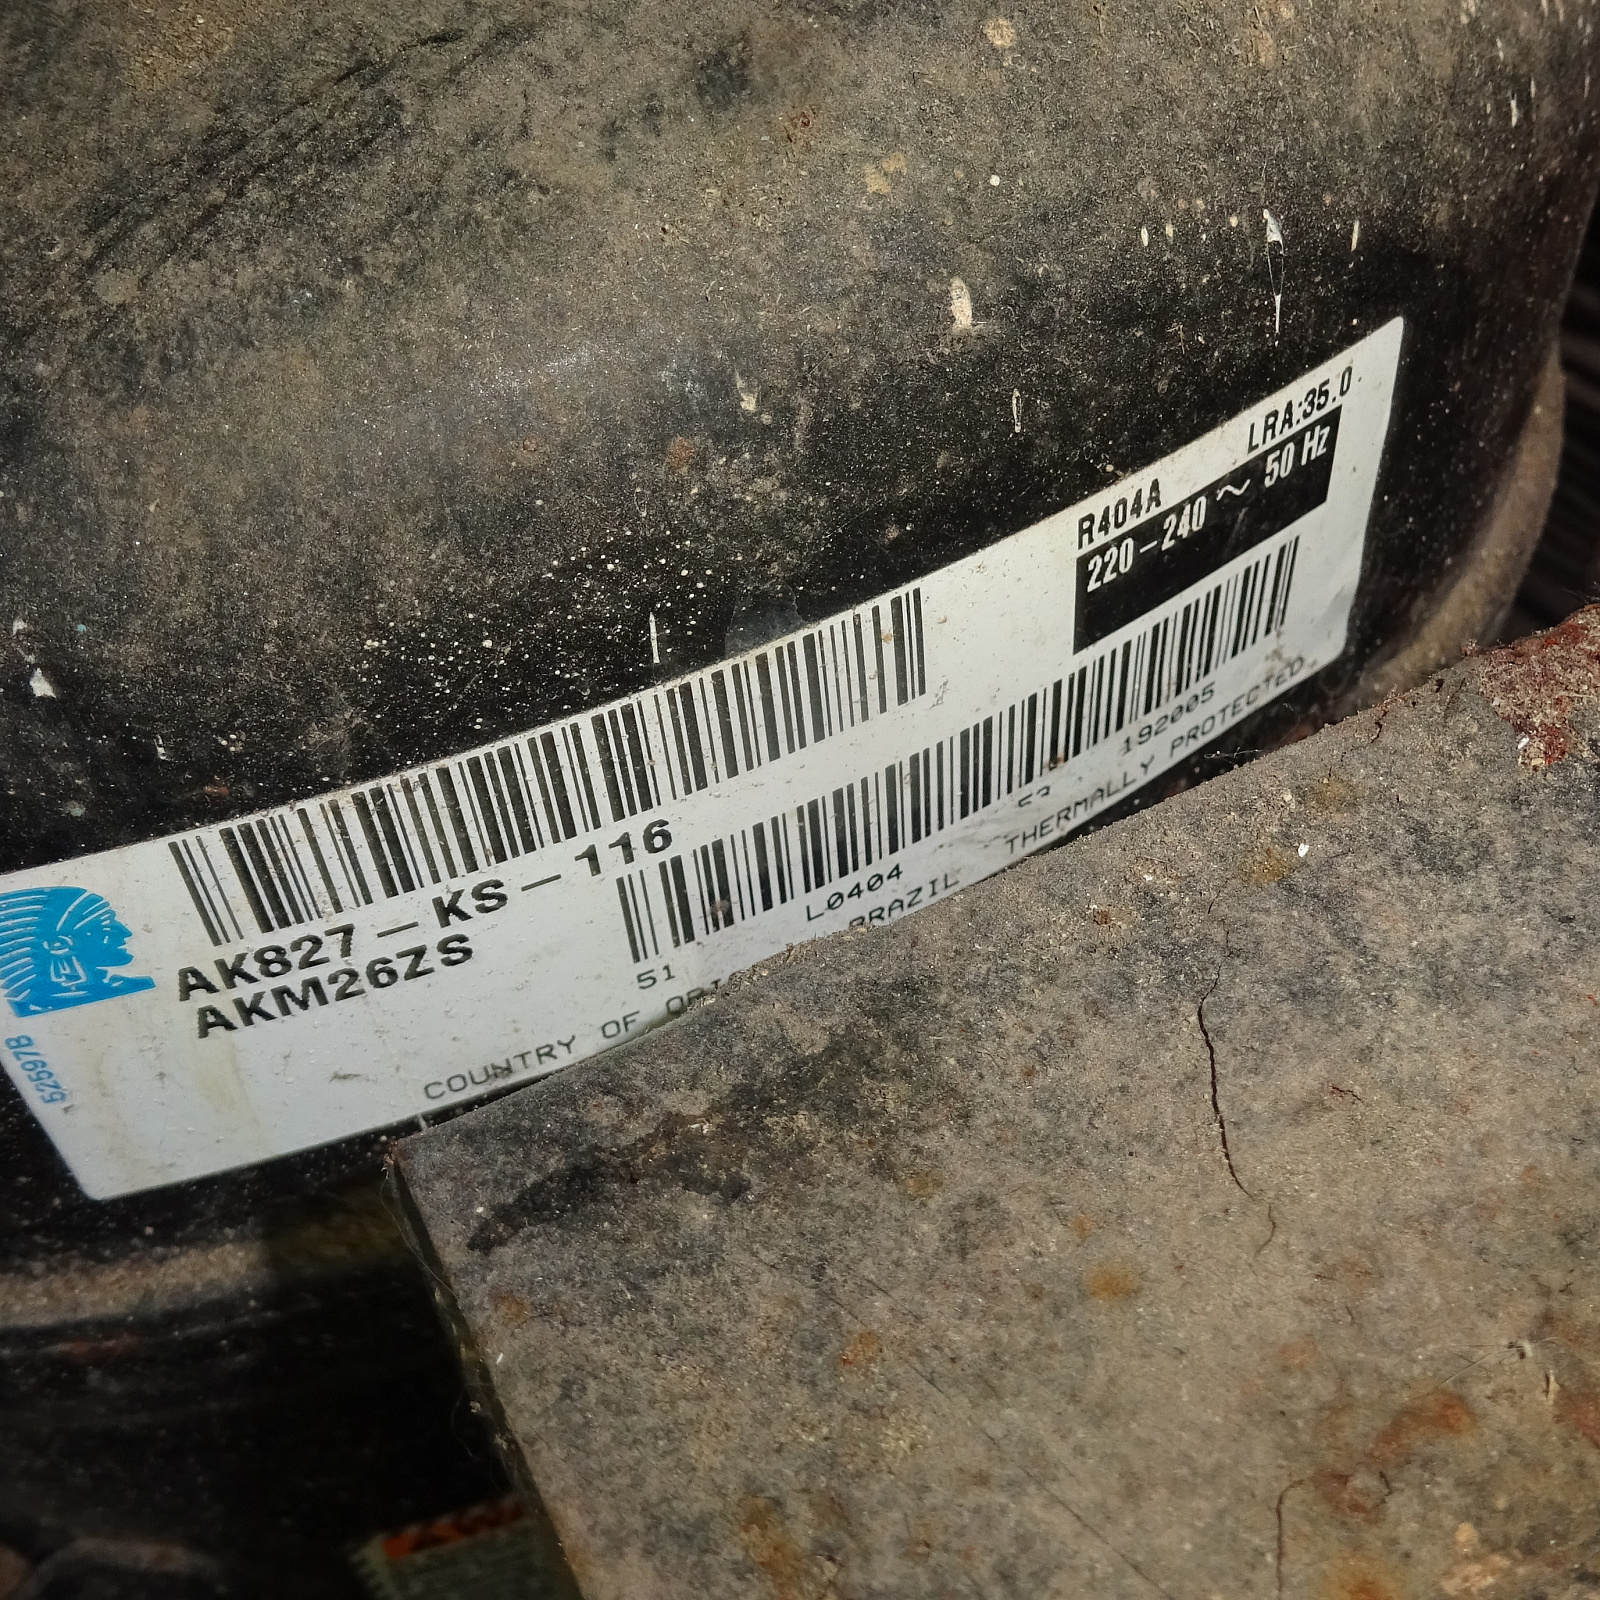 R404A LRA:35.0
220-240 ~ 50 Hz
AK827-KS-116
AKM26ZS
51 L0404 192005
COUNTRY OF BRAZIL THERMALLY PROTECTED
525978